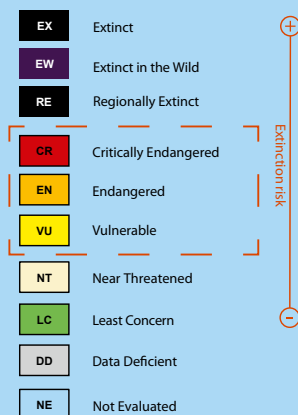 EX Extinct
EW Extinct in the Wild
RE Regionally Extinct
CR Critically Endangered
EN Endangered
VU Vulnerable
NT Near Threatened
LC Least Concern
DD Data Deficient
NE Not Evaluated
+
Extinction risk
-